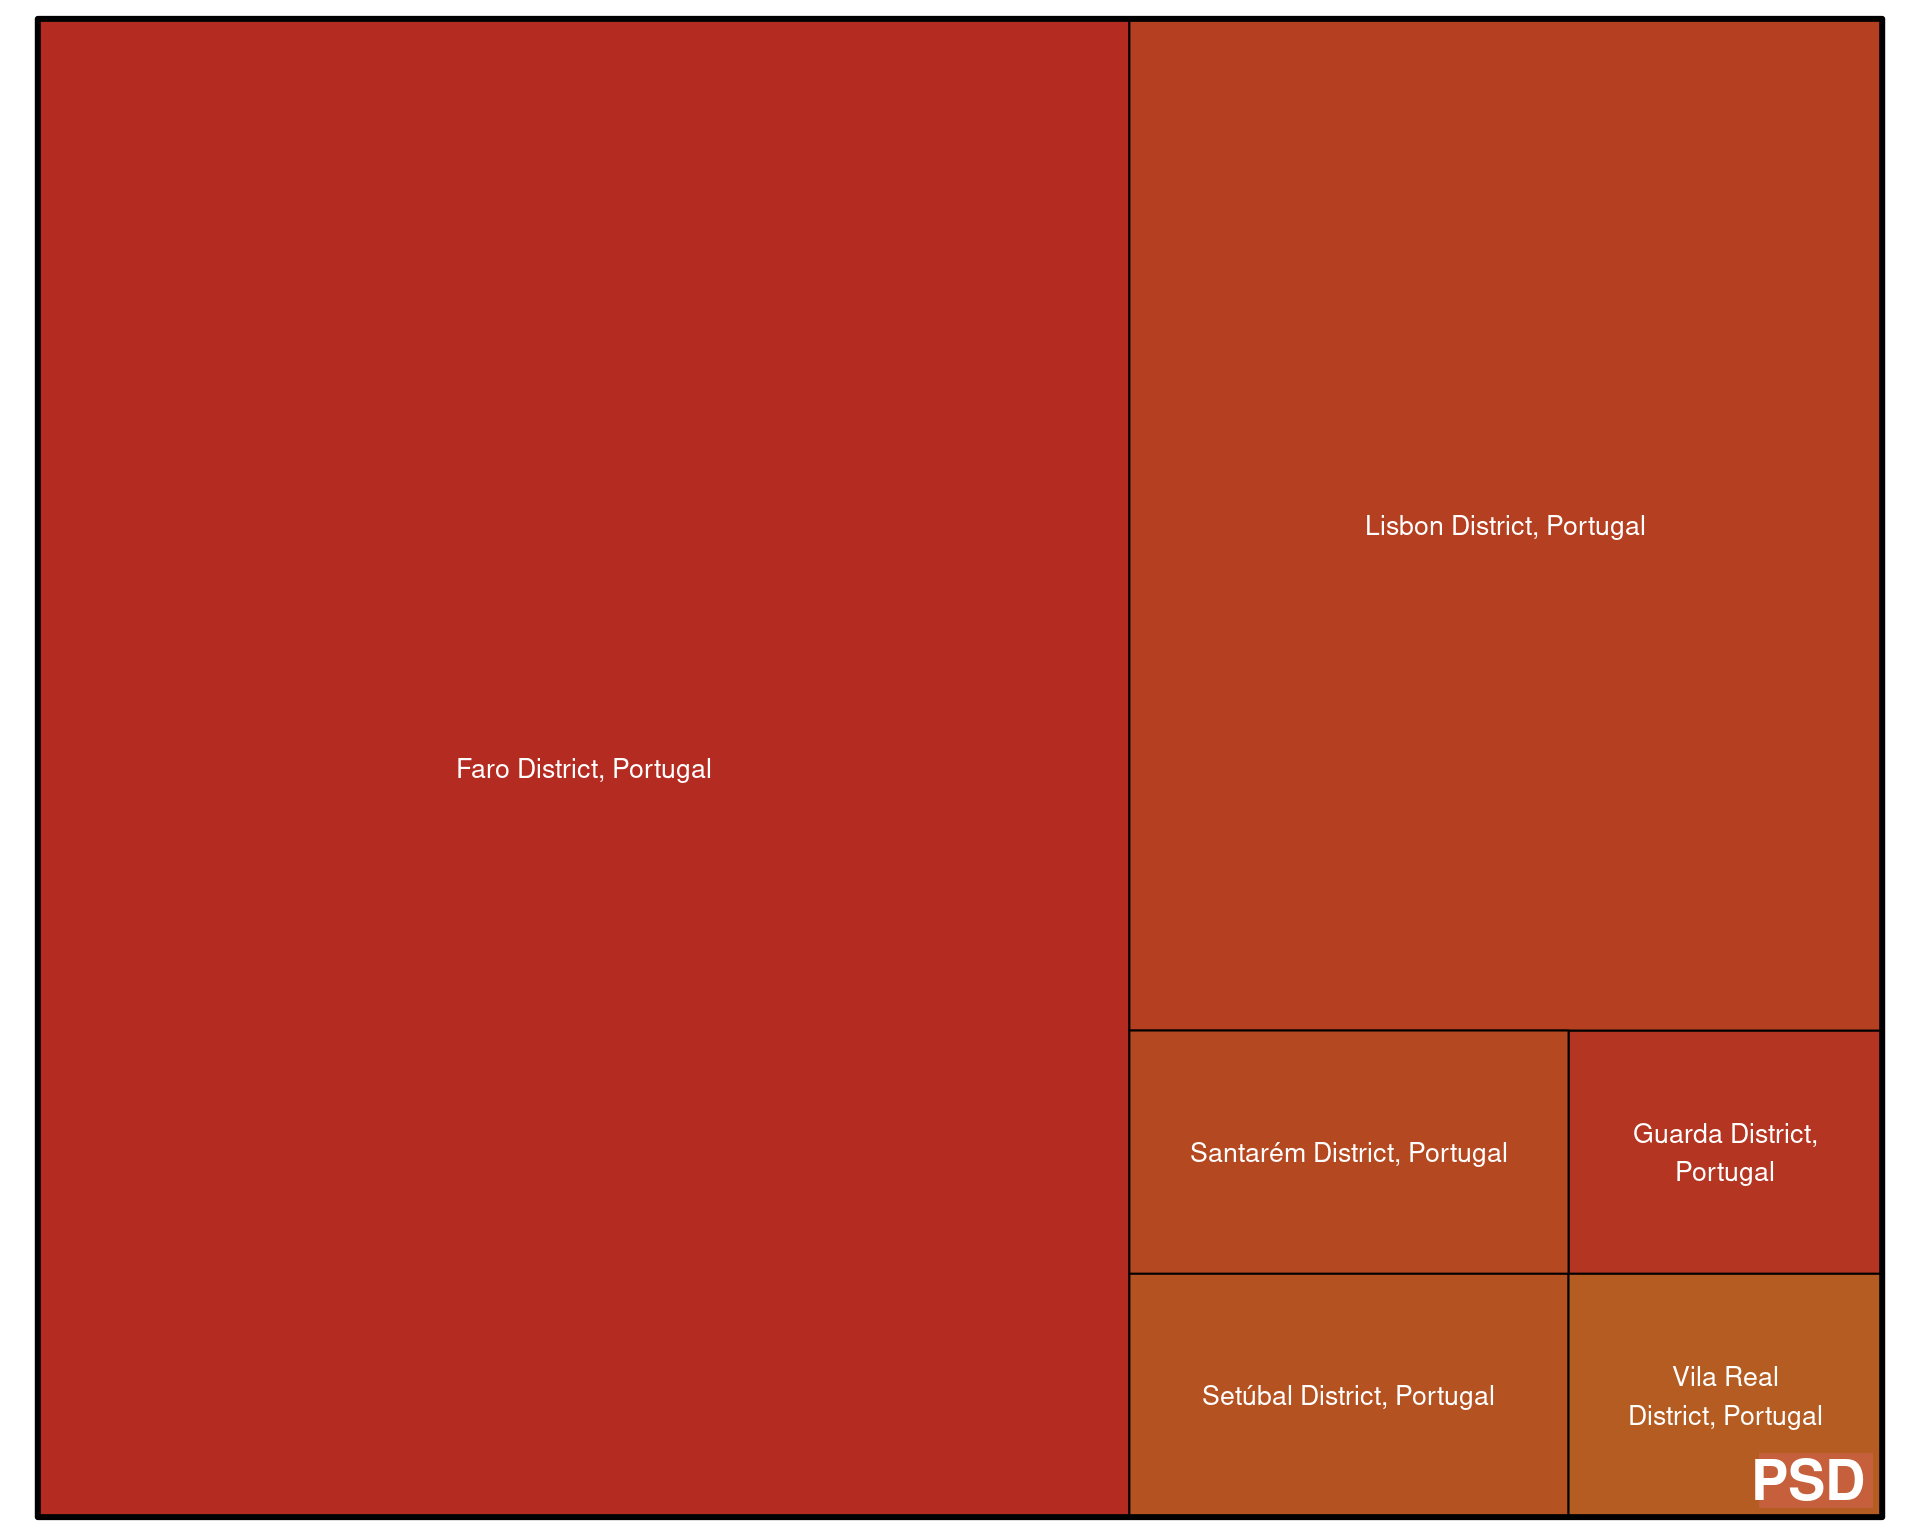 Lisbon District, Portugal
Faro District, Portugal
Santarém District, Portugal
Guarda District,
Portugal
Setúbal District, Portugal
Vila Real
District, Portugal
PSD